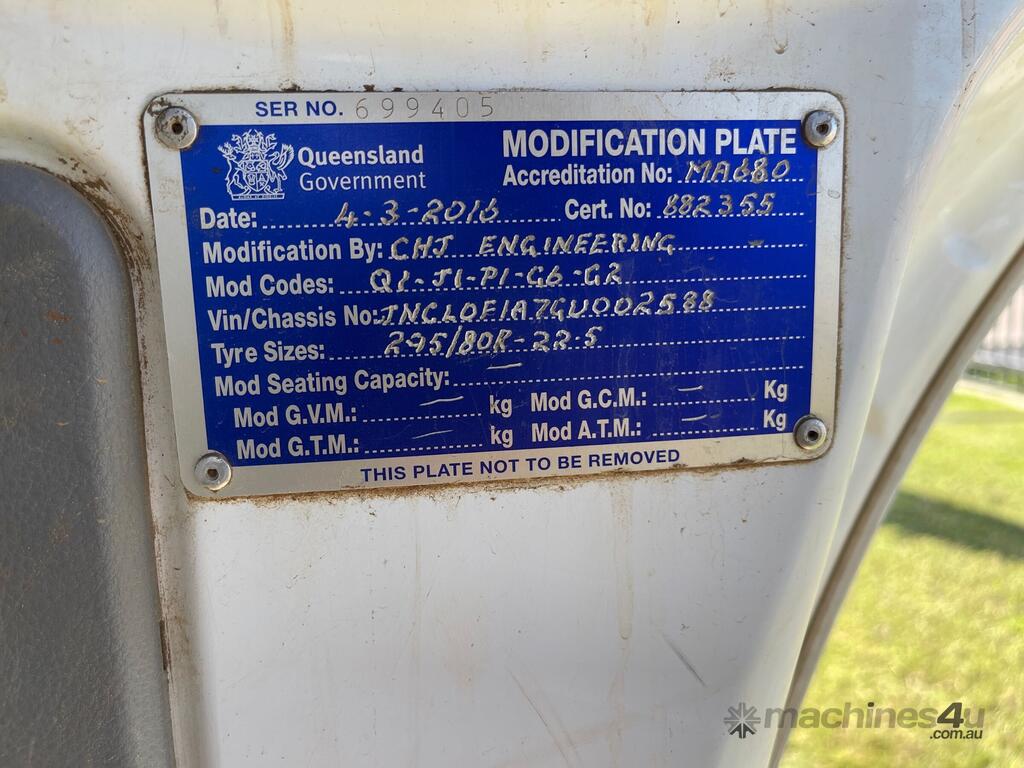 SER NO. 699405
Queensland Government
MODIFICATION PLATE
Accreditation No: MA680
Date: 4-3-2016 Cert. No: 882355
Modification By: CHJ ENGINEERING
Mod Codes: Q1-J1-P1-G6-G2
Vin/Chassis No: JNCLOE1A7GU002588
Tyre Sizes: 295/80R-22.5
Mod Seating Capacity: —
Mod G.V.M.: — kg Mod G.C.M.: — Kg
Mod G.T.M.: — kg Mod A.T.M.: — Kg
THIS PLATE NOT TO BE REMOVED
machines4u
.com.au